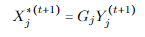 X_j^{*(t+1)} = G_j Y_j^{(t+1)}